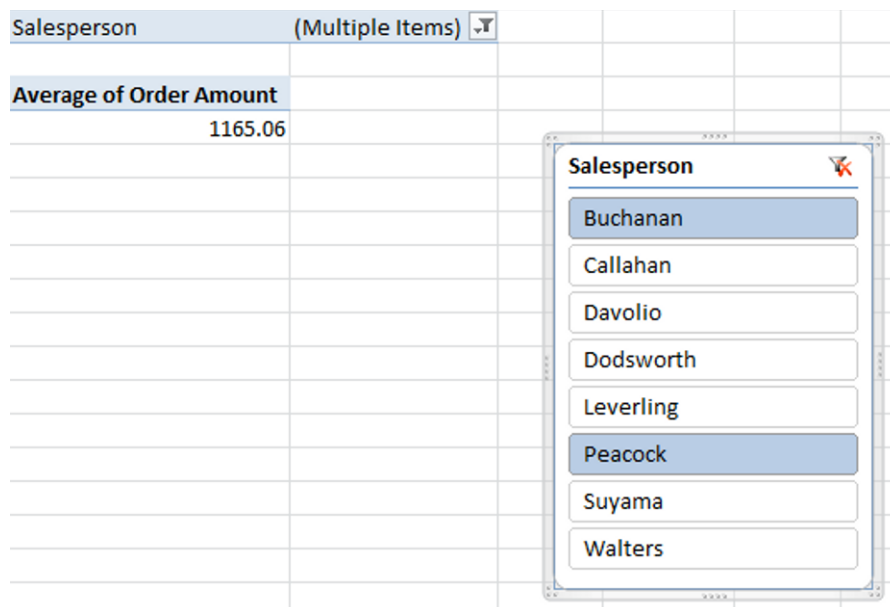 Salesperson (Multiple Items)
Average of Order Amount
1165.06
Salesperson
Buchanan
Callahan
Davolio
Dodsworth
Leverling
Peacock
Suyama
Walters